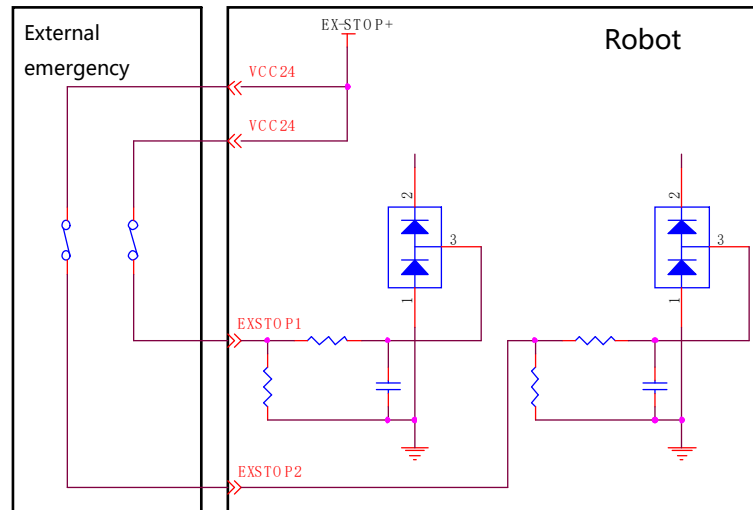 External
emergency
EX-STOP+
Robot
VCC24
VCC24
2
3
1
2
3
1
EXSTOP1
EXSTOP2